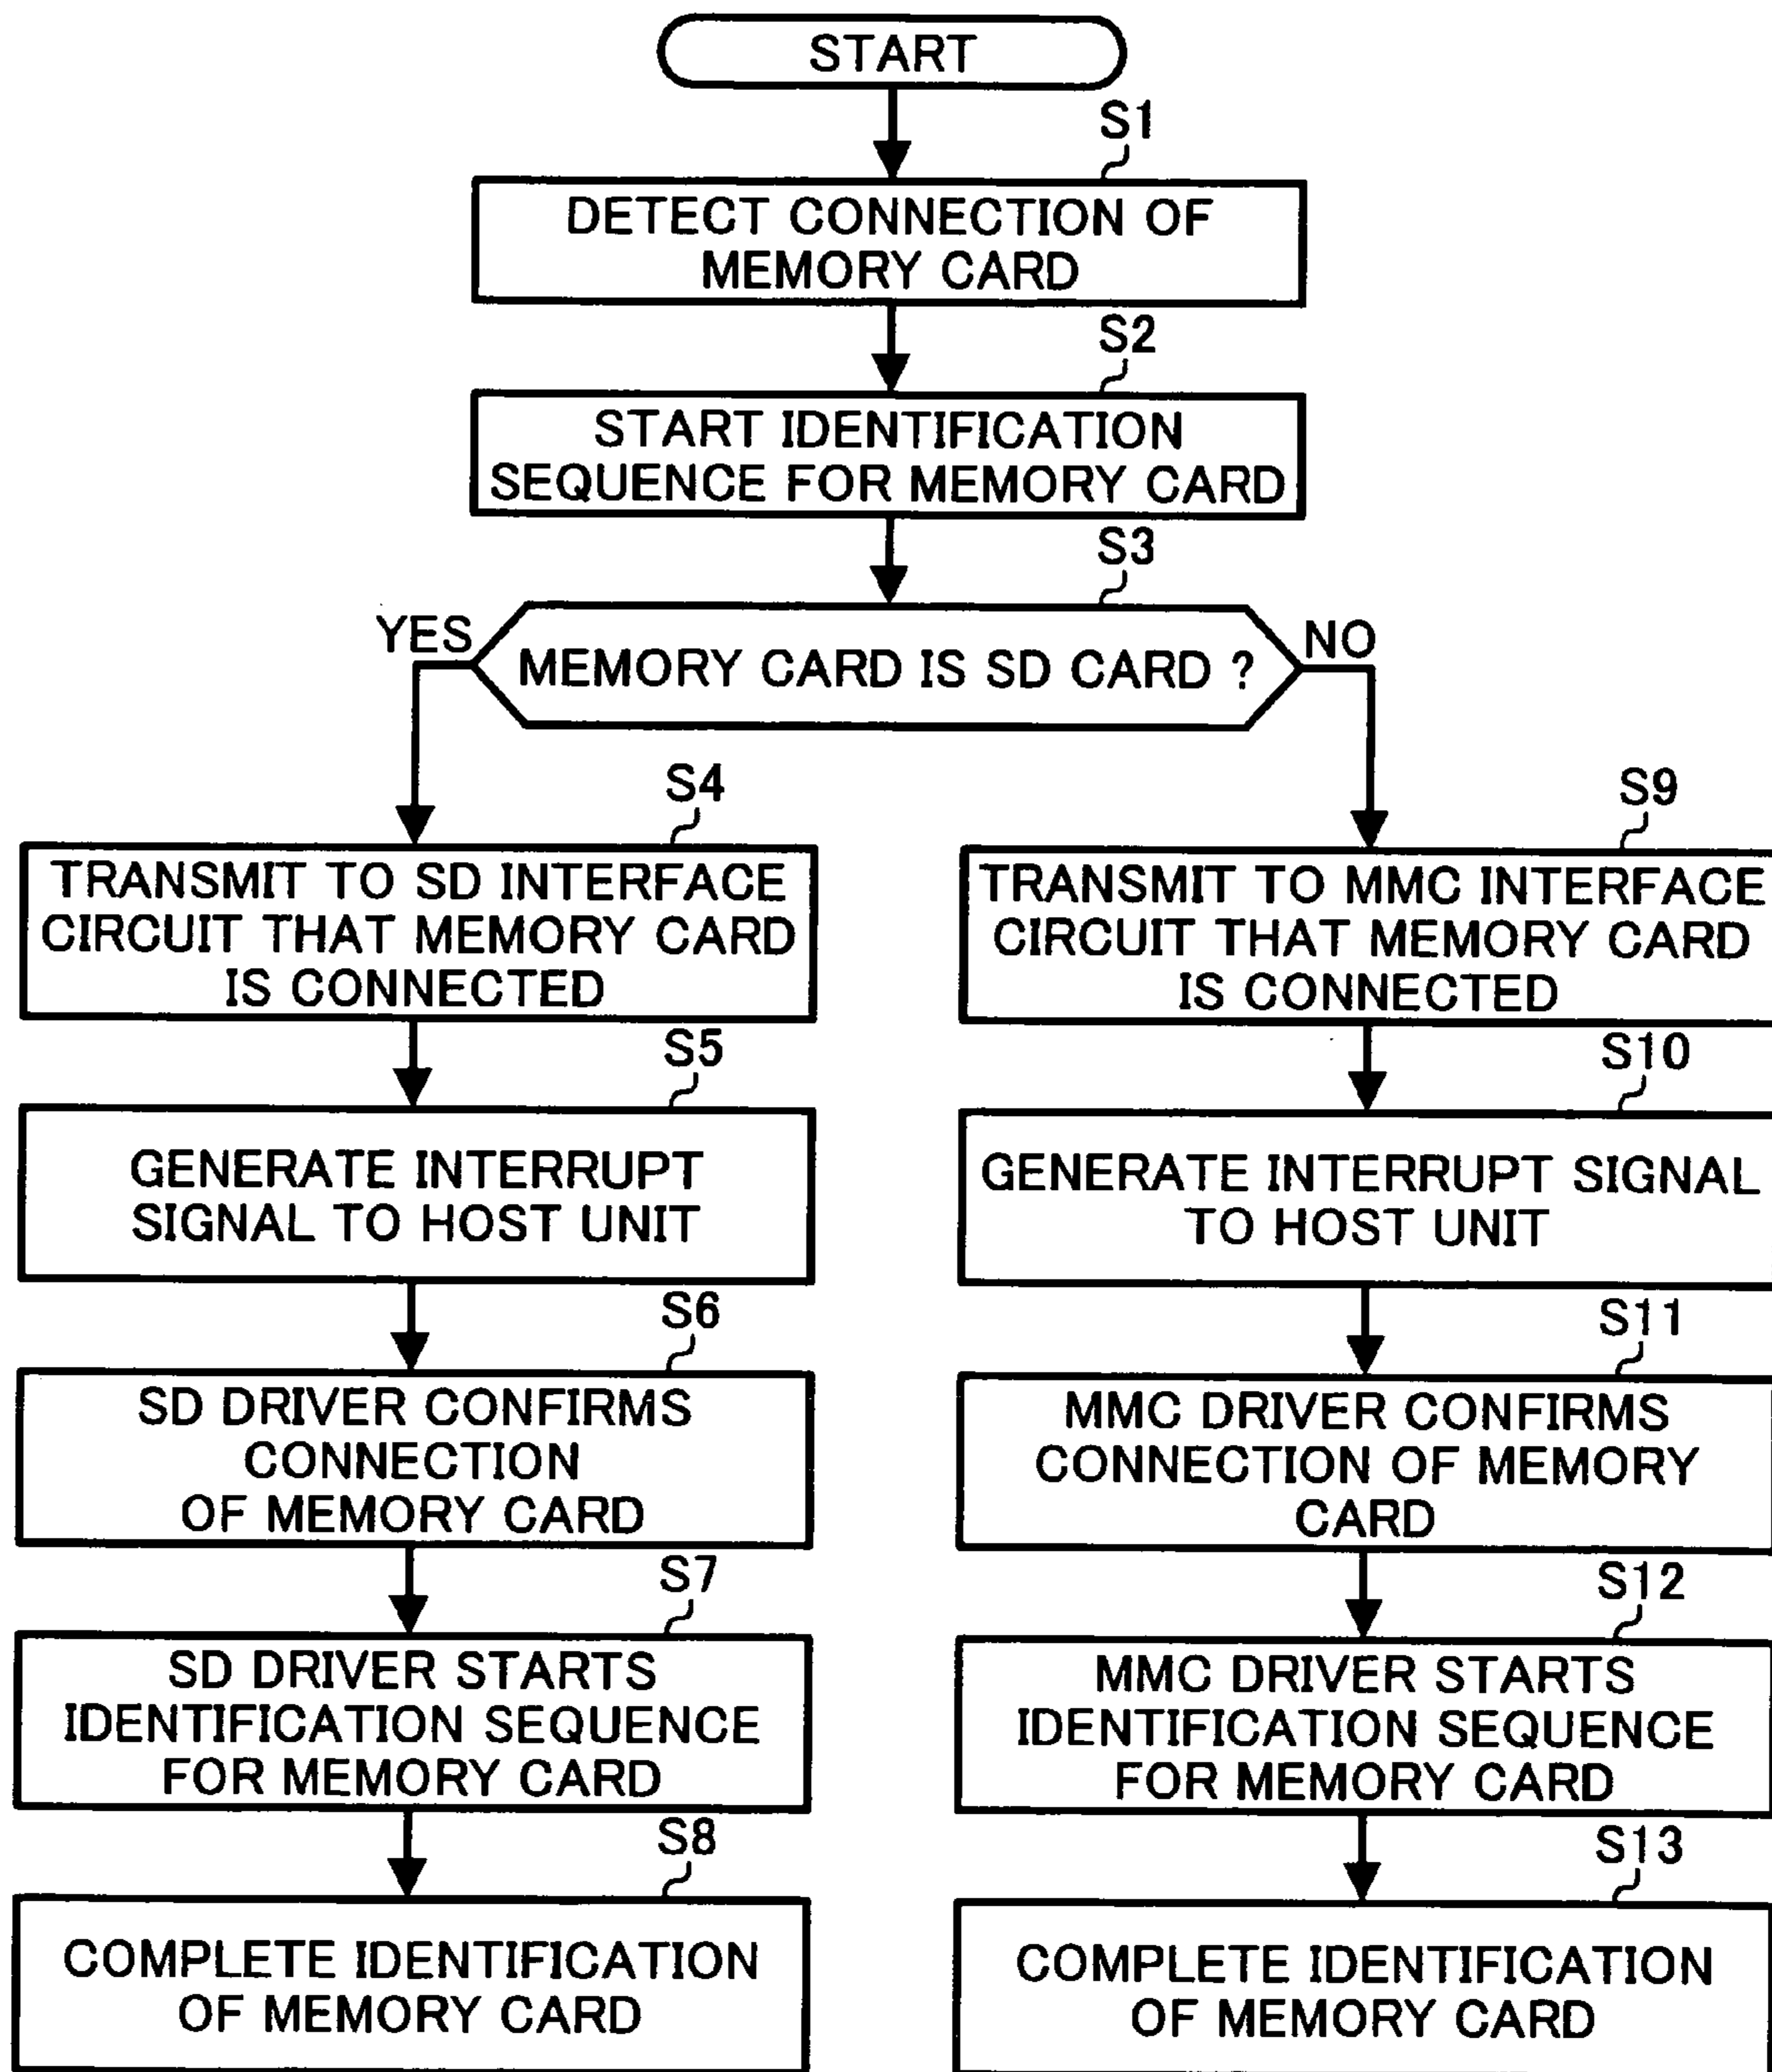 START
S1
DETECT CONNECTION OF
MEMORY CARD
S2
START IDENTIFICATION
SEQUENCE FOR MEMORY CARD
S3
YES
MEMORY CARD IS SD CARD ?
NO
S4
TRANSMIT TO SD INTERFACE
CIRCUIT THAT MEMORY CARD
IS CONNECTED
S5
GENERATE INTERRUPT
SIGNAL TO HOST UNIT
S6
SD DRIVER CONFIRMS
CONNECTION
OF MEMORY CARD
S7
SD DRIVER STARTS
IDENTIFICATION SEQUENCE
FOR MEMORY CARD
S8
COMPLETE IDENTIFICATION
OF MEMORY CARD
S9
TRANSMIT TO MMC INTERFACE
CIRCUIT THAT MEMORY CARD
IS CONNECTED
S10
GENERATE INTERRUPT SIGNAL
TO HOST UNIT
S11
MMC DRIVER CONFIRMS
CONNECTION OF MEMORY
CARD
S12
MMC DRIVER STARTS
IDENTIFICATION SEQUENCE
FOR MEMORY CARD
S13
COMPLETE IDENTIFICATION
OF MEMORY CARD